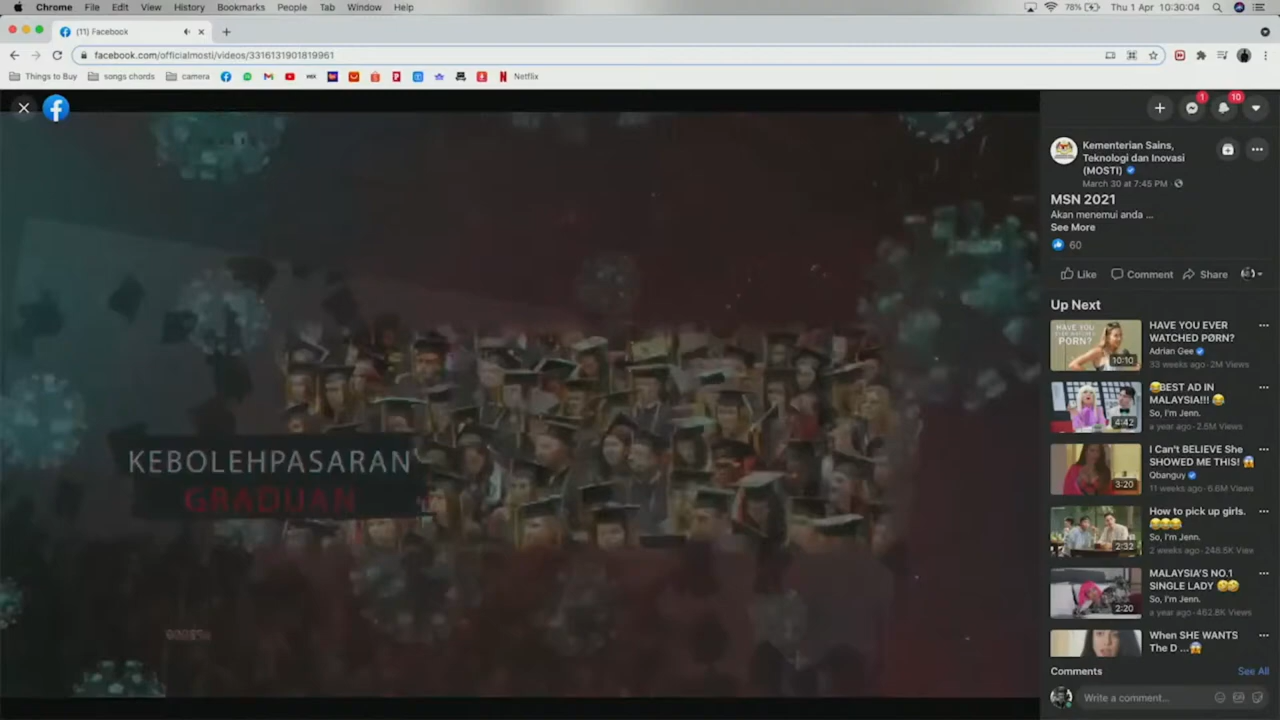 Chrome File Edit View History Bookmarks People Tab Window Help
78% Thu 1 Apr 10:30:04
(11) Facebook
facebook.com/officialmosti/videos/3316131901819961
Things to Buy songs chords camera Netflix
1 10
Kementerian Sains,
Teknologi dan Inovasi
(MOSTI)
March 30 at 7:45 PM
MSN 2021
Akan menemui anda ...
See More
60
Like Comment Share
Up Next
HAVE YOU EVER
WATCHED PØRN?
Adrian Gee
33 weeks ago · 2M Views
10:10
BEST AD IN
MALAYSIA!!!
So, I'm Jenn.
a year ago · 2.5M Views
4:42
I Can't BELIEVE She
SHOWED ME THIS!
Qbanguy
11 weeks ago · 6.6M Views
3:20
How to pick up girls.
So, I'm Jenn.
2 weeks ago · 248.5K View
2:32
MALAYSIA'S NO.1
SINGLE LADY
So, I'm Jenn.
a year ago · 462.8K Views
2:20
When SHE WANTS
The D ...
Comments See All
Write a comment...
KEBOLEHPASARAN
GRADUAN